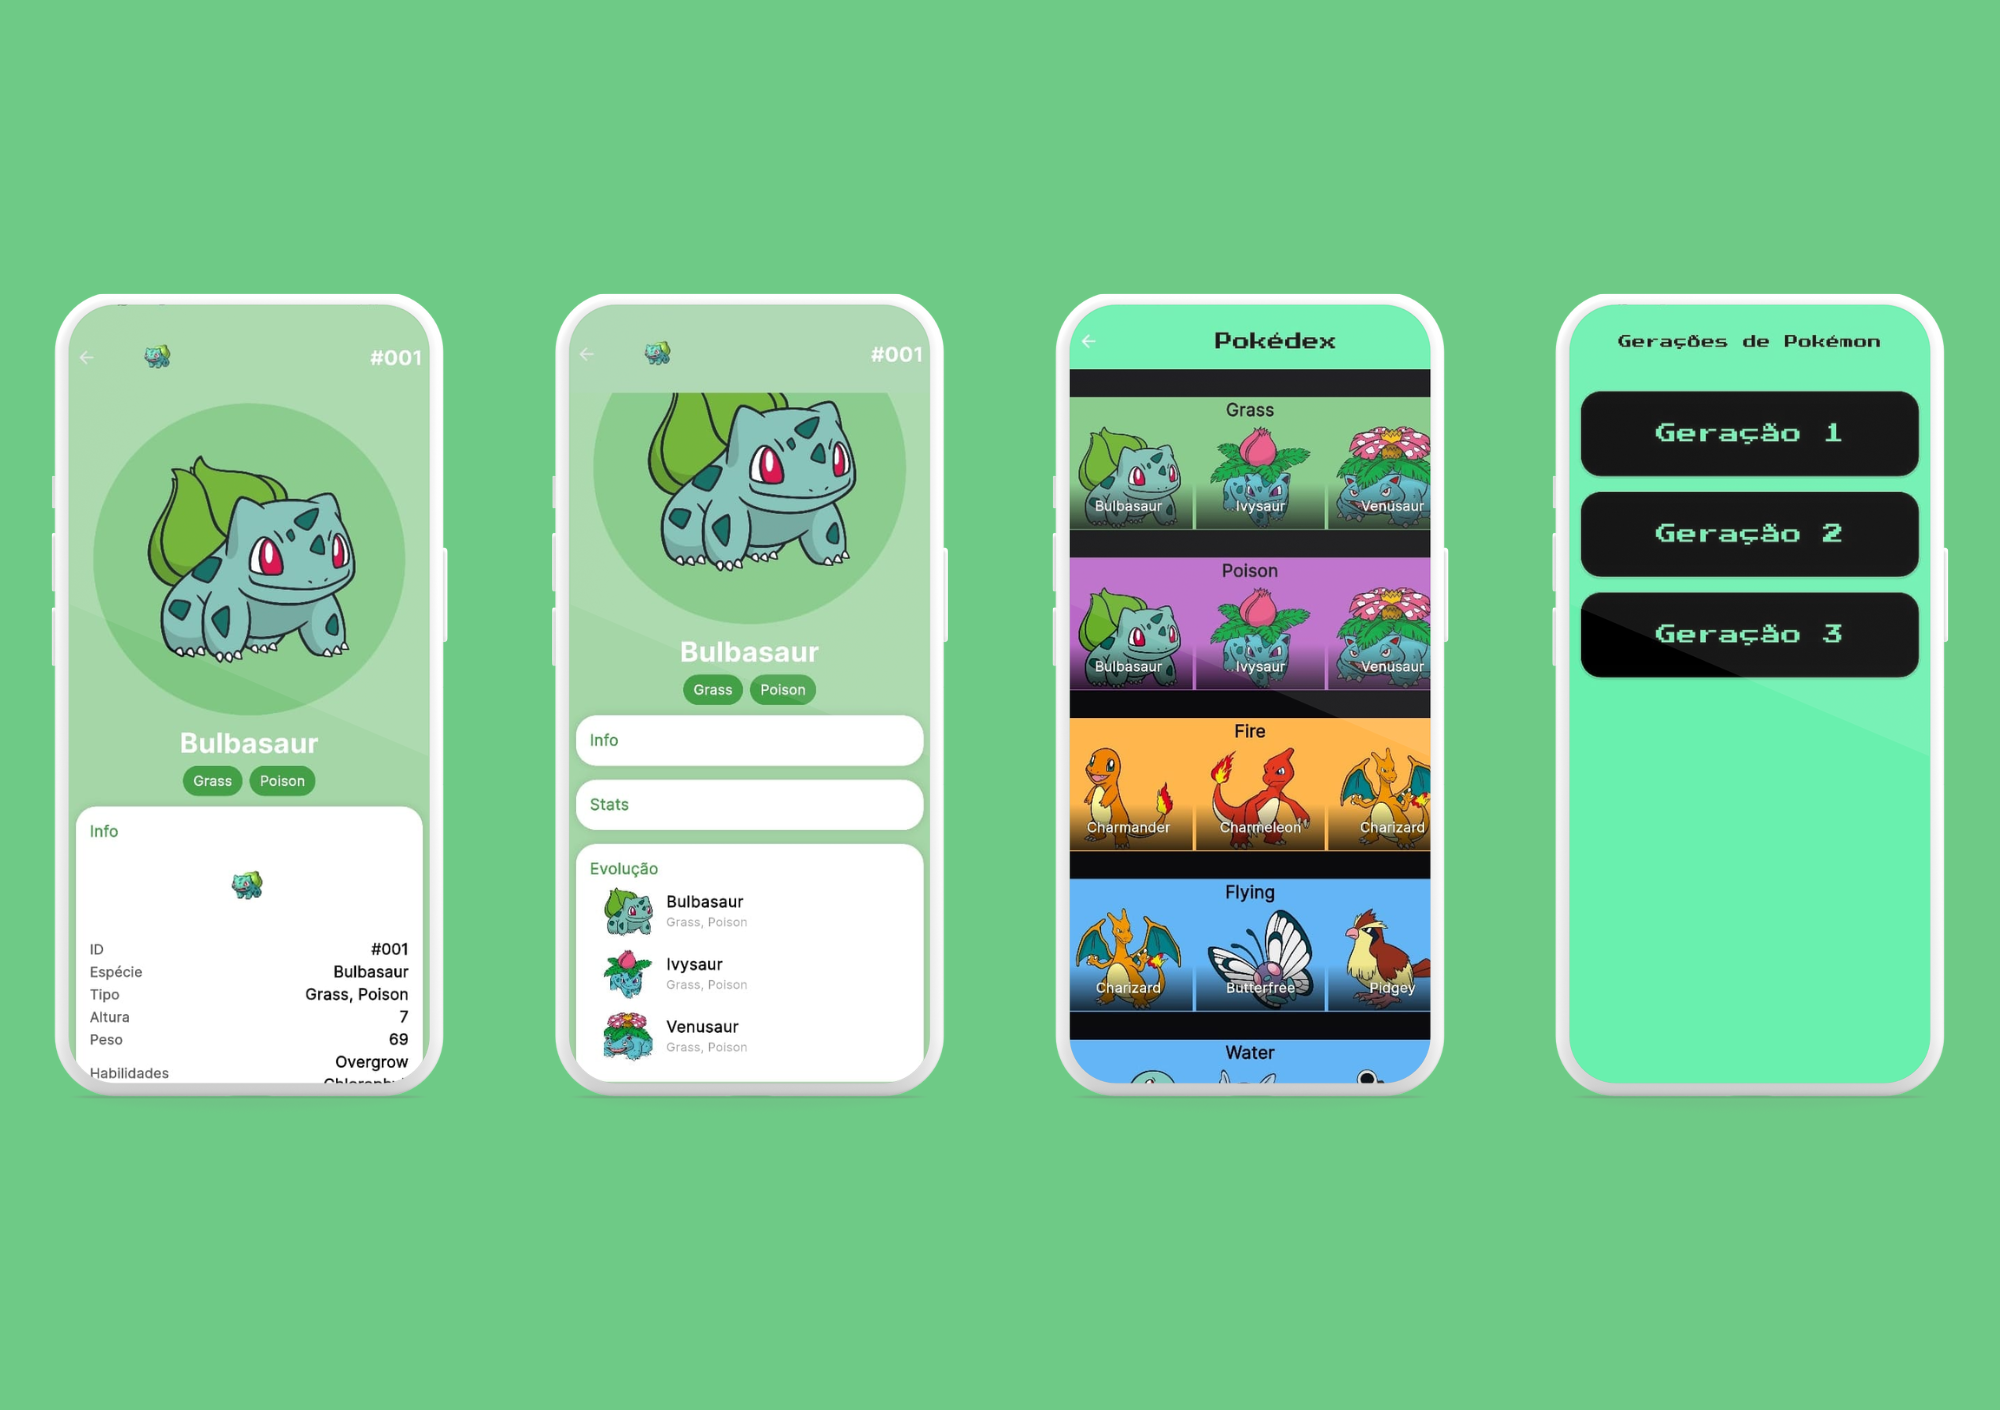 #001
Bulbasaur
Grass Poison
Info
ID #001
Espécie Bulbasaur
Tipo Grass, Poison
Altura 7
Peso 69
Overgrow
Habilidades
#001
Bulbasaur
Grass Poison
Info
Stats
Evolução
Bulbasaur
Grass, Poison
Ivysaur
Grass, Poison
Venusaur
Grass, Poison
Pokédex
Grass
Bulbasaur Ivysaur Venusaur
Poison
Bulbasaur Ivysaur Venusaur
Fire
Charmander Charmeleon Charizard
Flying
Charizard Butterfree Pidgey
Water
Gerações de Pokémon
Geração 1
Geração 2
Geração 3